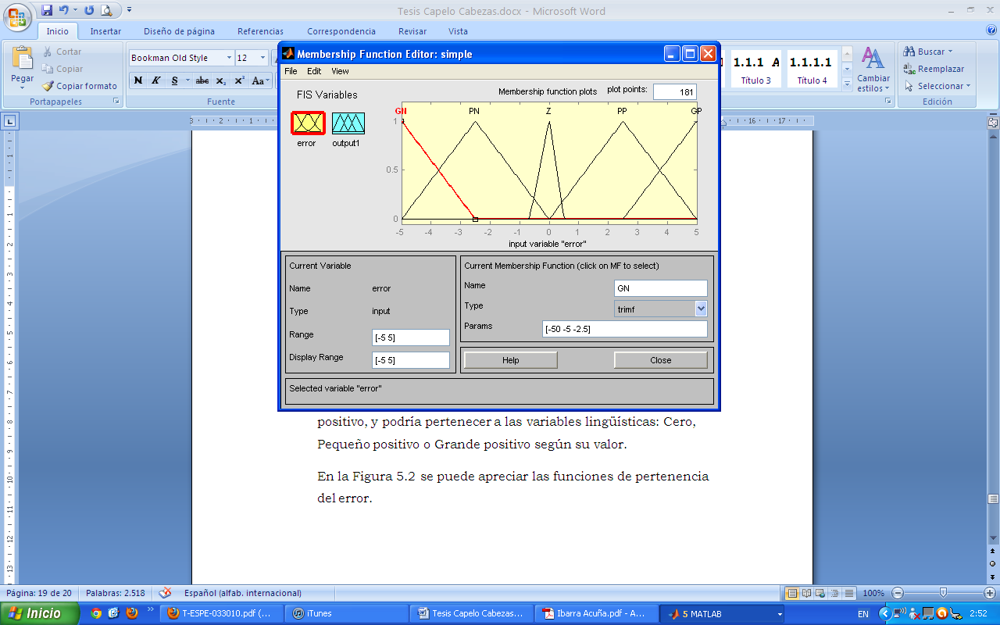 Tesis Capelo Cabezas.docx - Microsoft Word
Inicio Insertar Diseño de página Referencias Correspondencia Revisar Vista
Pegar
Cortar
Copiar
Copiar formato
Portapapeles
Bookman Old Style 12
N K S abc x₂ x² Aa
Fuente
1.1.1 A 1.1.1.1
Título 3 Título 4
Cambiar estilos
Buscar
Reemplazar
Seleccionar
Edición
3 2 1 16 17
Membership Function Editor: simple
File Edit View
FIS Variables
error output1
Membership function plots plot points: 181
GN PN Z PP GP
1
0.5
0
-5 -4 -3 -2 -1 0 1 2 3 4 5
input variable "error"
Current Variable
Name error
Type input
Range [-5 5]
Display Range [-5 5]
Current Membership Function (click on MF to select)
Name GN
Type trimf
Params [-50 -5 -2.5]
Help Close
Selected variable "error"
positivo, y podría pertenecer a las variables lingüísticas: Cero,
Pequeño positivo o Grande positivo según su valor.
En la Figura 5.2 se puede apreciar las funciones de pertenencia
del error.
Página: 19 de 20 Palabras: 2.518 Español (alfab. internacional) 100%
Inicio T-ESPE-033010.pdf (... iTunes Tesis Capelo Cabezas... Ibarra Acuña.pdf - A... 5 MATLAB EN 2:52